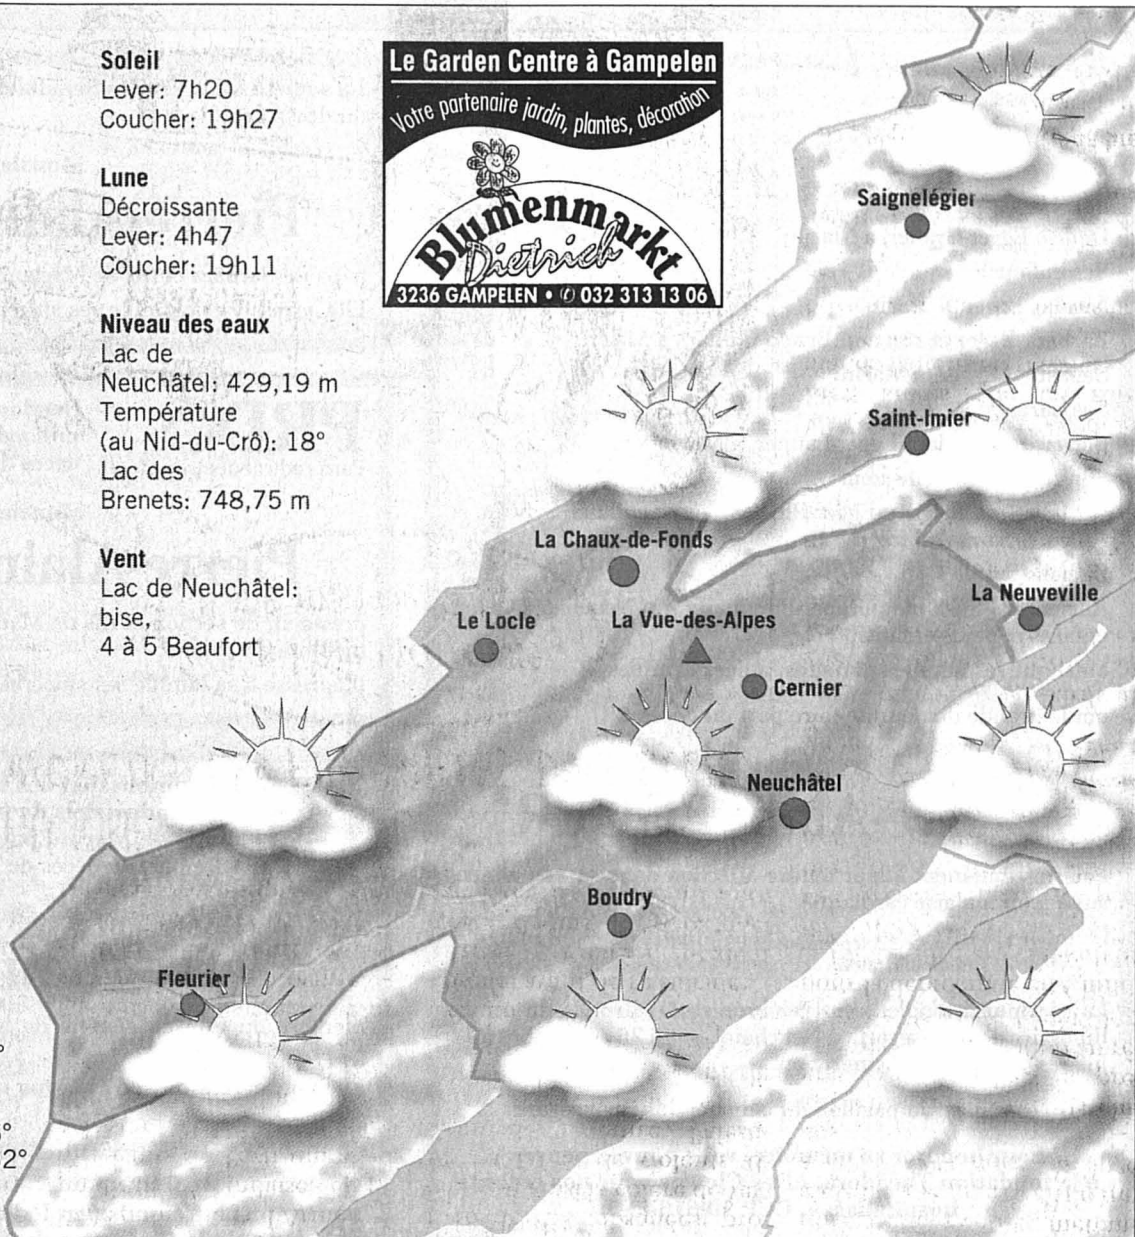 Soleil
Lever: 7h20
Coucher: 19h27
Lune
Décroissante
Lever: 4h47
Coucher: 19h11
Niveau des eaux
Lac de
Neuchâtel: 429,19 m
Température
(au Nid-du-Crô): 18°
Lac des
Brenets: 748,75 m
Vent
Lac de Neuchâtel:
bise,
4 à 5 Beaufort
Le Garden Centre à Gampelen
Votre partenaire jardin, plantes, décoration
Blumenmarkt
Dietrich
3236 GAMPELEN • ✆ 032 313 13 06
Saignelégier
Saint-Imier
La Chaux-de-Fonds
La Neuveville
Le Locle
La Vue-des-Alpes
Cernier
Neuchâtel
Boudry
Fleurier
2°